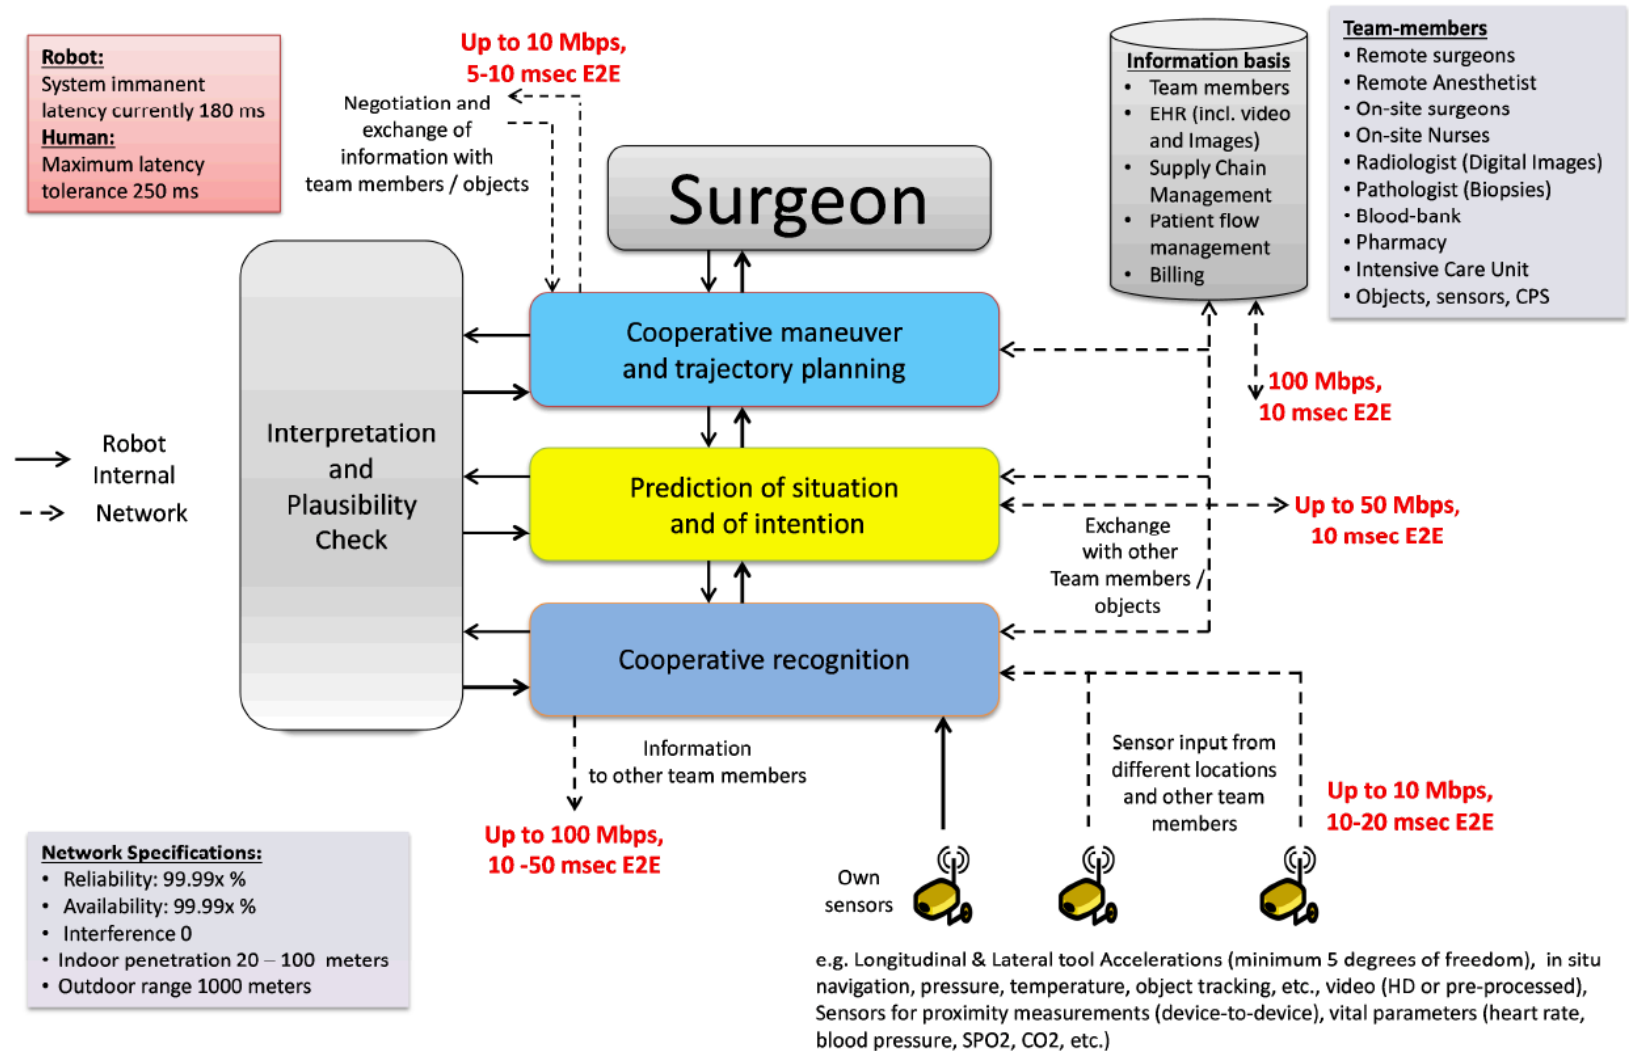 Robot:
System immanent
latency currently 180 ms
Human:
Maximum latency
tolerance 250 ms
Up to 10 Mbps,
5-10 msec E2E
Negotiation and
exchange of
information with
team members / objects
Surgeon
Information basis
• Team members
• EHR (incl. video
and Images)
• Supply Chain
Management
• Patient flow
management
• Billing
Team-members
• Remote surgeons
• Remote Anesthetist
• On-site surgeons
• On-site Nurses
• Radiologist (Digital Images)
• Pathologist (Biopsies)
• Blood-bank
• Pharmacy
• Intensive Care Unit
• Objects, sensors, CPS
Cooperative maneuver
and trajectory planning
100 Mbps,
10 msec E2E
Interpretation
and
Plausibility
Check
Robot
Internal
Network
Prediction of situation
and of intention
Up to 50 Mbps,
10 msec E2E
Exchange
with other
Team members /
objects
Cooperative recognition
Information
to other team members
Up to 100 Mbps,
10 -50 msec E2E
Sensor input from
different locations
and other team
members
Up to 10 Mbps,
10-20 msec E2E
Network Specifications:
• Reliability: 99.99x %
• Availability: 99.99x %
• Interference 0
• Indoor penetration 20 – 100 meters
• Outdoor range 1000 meters
Own
sensors
e.g. Longitudinal & Lateral tool Accelerations (minimum 5 degrees of freedom), in situ
navigation, pressure, temperature, object tracking, etc., video (HD or pre-processed),
Sensors for proximity measurements (device-to-device), vital parameters (heart rate,
blood pressure, SPO2, CO2, etc.)